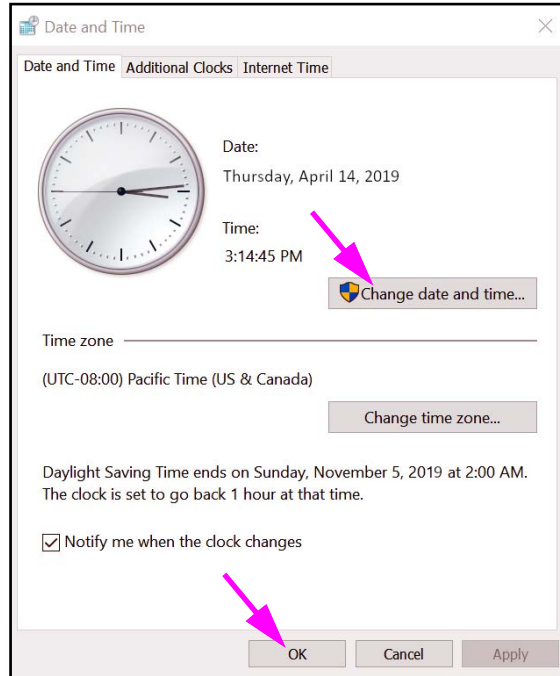 Date and Time
Date and Time Additional Clocks Internet Time
Date:
Thursday, April 14, 2019
Time:
3:14:45 PM
Change date and time...
Time zone
(UTC-08:00) Pacific Time (US & Canada)
Change time zone...
Daylight Saving Time ends on Sunday, November 5, 2019 at 2:00 AM.
The clock is set to go back 1 hour at that time.
Notify me when the clock changes
OK Cancel Apply